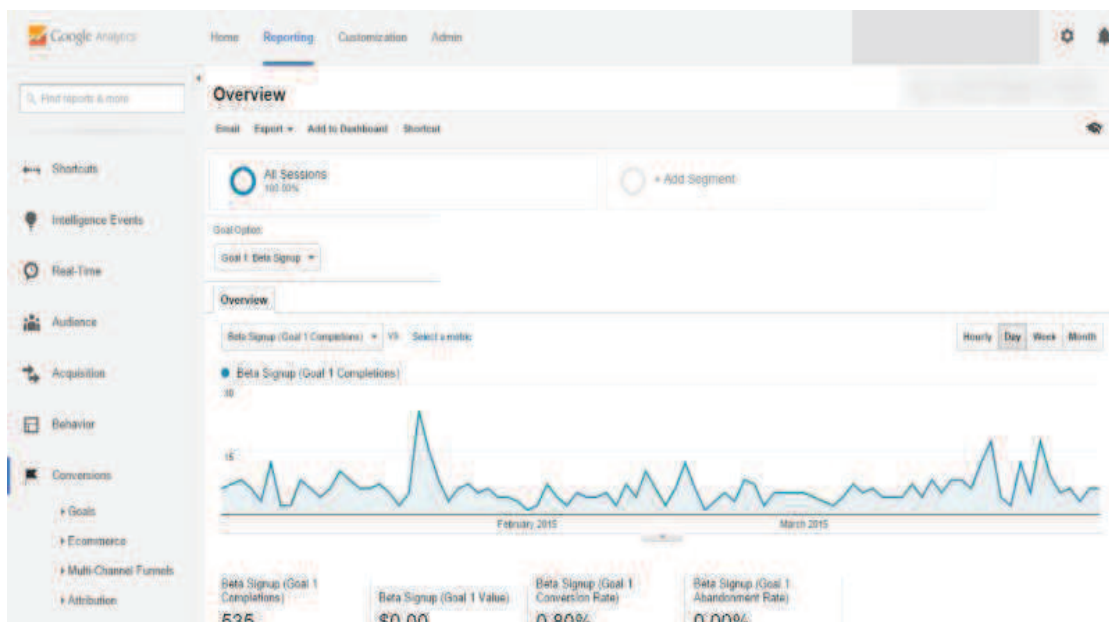 Google Analytics
Home Reporting Customization Admin
Find reports & more
Overview
Email Export Add to Dashboard Shortcut
Shortcuts
All Sessions
100.00%
+ Add Segment
Intelligence Events
Goal Option:
Goal 1: Beta Signup
Real-Time
Overview
Audience
Beta Signup (Goal 1 Completions) VS. Select a metric
Hourly Day Week Month
Acquisition
Beta Signup (Goal 1 Completions)
30
Behavior
15
Conversions
Goals
February 2015 March 2015
Ecommerce
Multi-Channel Funnels
Attribution
Beta Signup (Goal 1
Completions)
535
Beta Signup (Goal 1 Value)
$0.00
Beta Signup (Goal 1
Conversion Rate)
0.80%
Beta Signup (Goal 1
Abandonment Rate)
0.00%